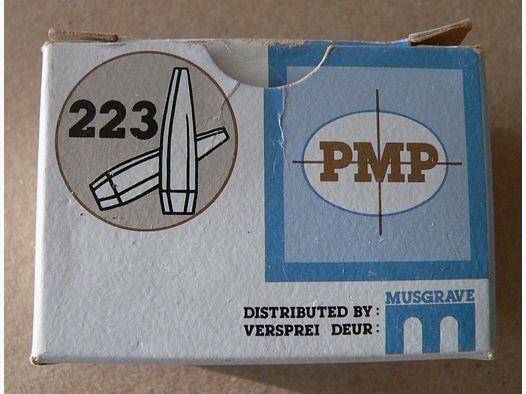 223
PMP
MUSGRAVE
DISTRIBUTED BY :
VERSPREI DEUR :